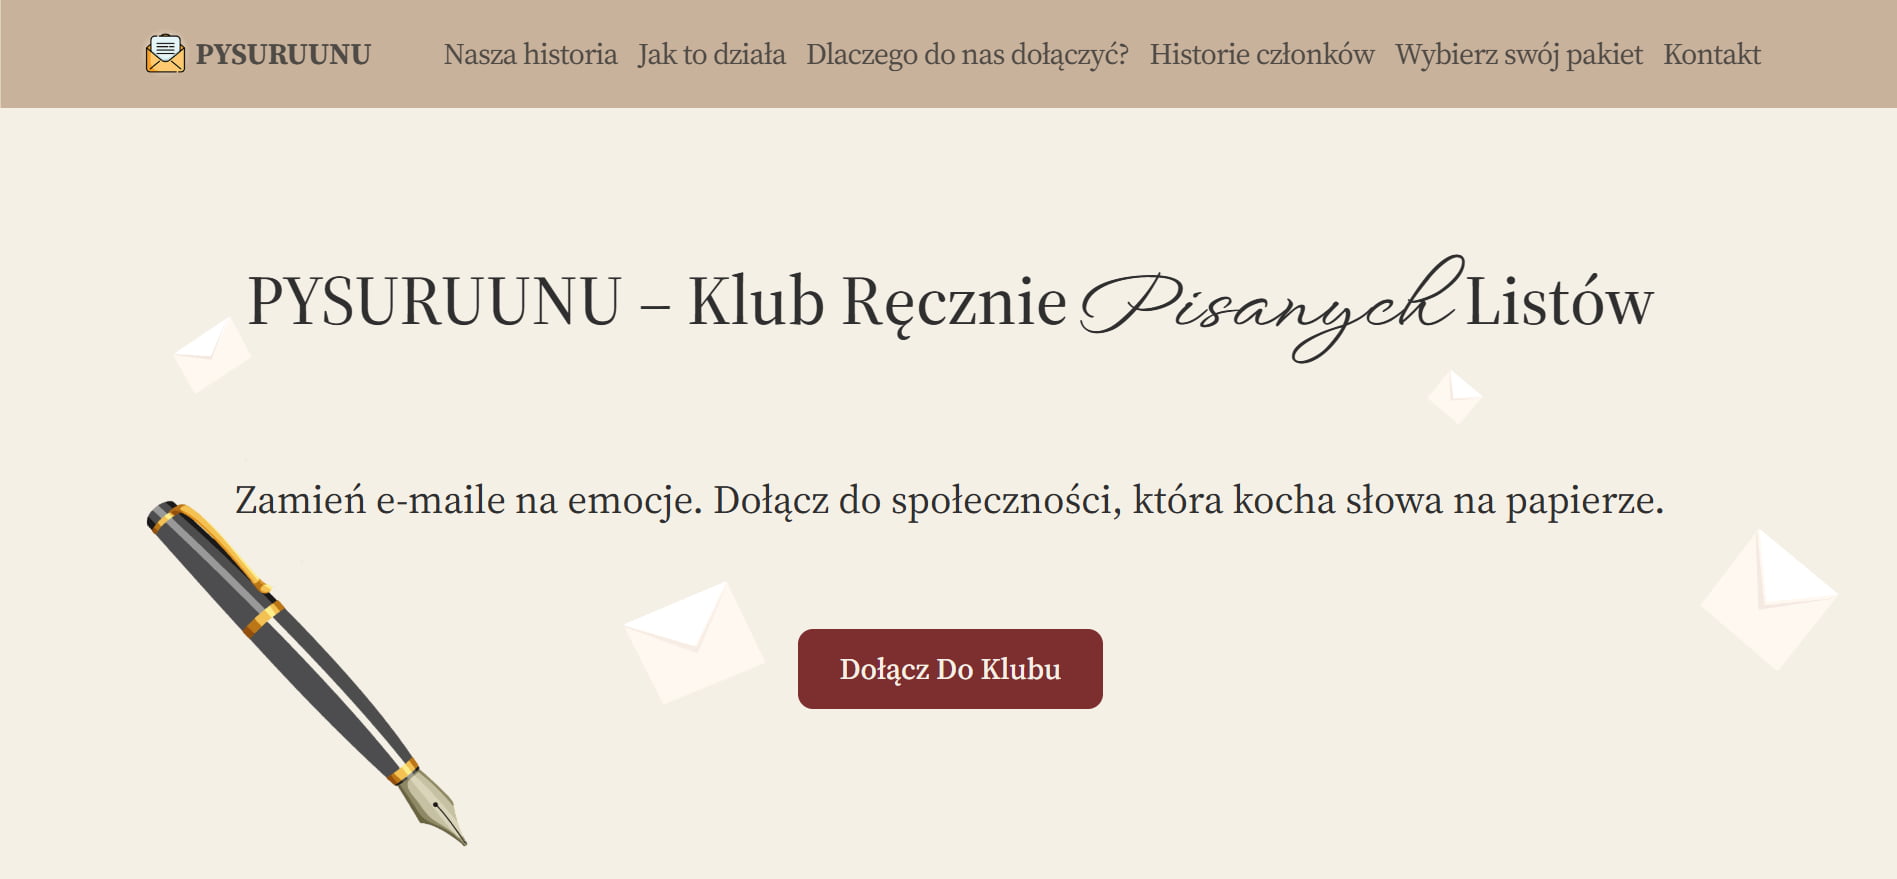 PYSURUUNU Nasza historia Jak to działa Dlaczego do nas dołączyć? Historie członków Wybierz swój pakiet Kontakt
PYSURUUNU – Klub Ręcznie Pisanych Listów
Zamień e-maile na emocje. Dołącz do społeczności, która kocha słowa na papierze.
Dołącz Do Klubu